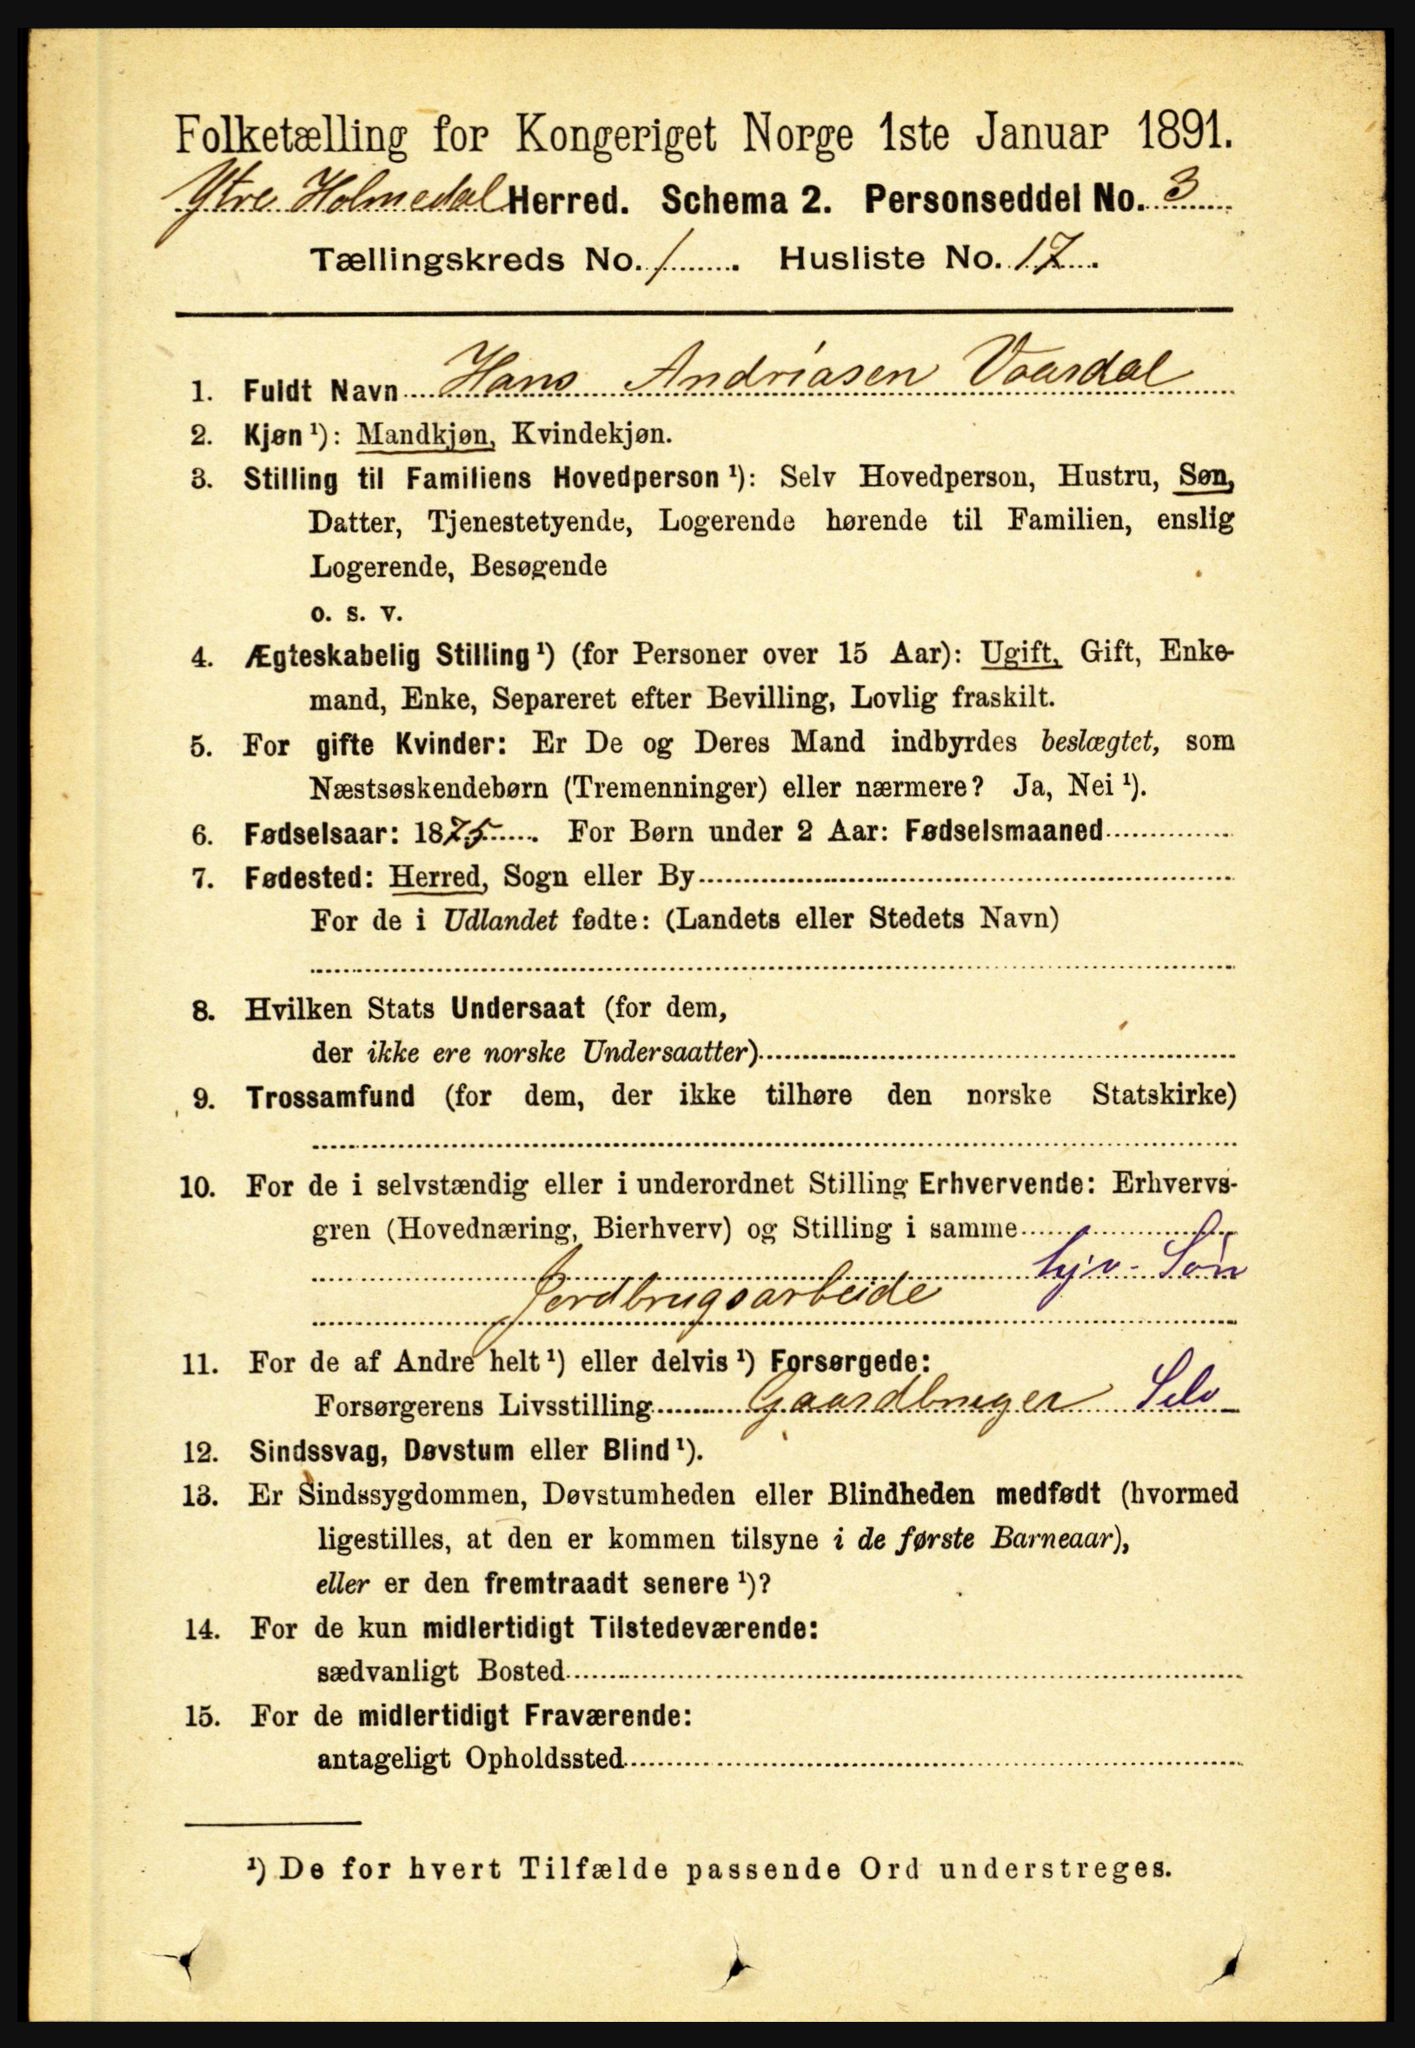 Folketælling for Kongeriget Norge 1ste Januar 1891.
Ytre Holmedal Herred. Schema 2. Personseddel No. 3
Tællingskreds No. 1. Husliste No. 17.
1. Fuldt Navn Hans Andriasen Vaardal
2. Kjøn ¹): Mandkjøn, Kvindekjøn.
3. Stilling til Familiens Hovedperson ¹): Selv Hovedperson, Hustru, Søn,
Datter, Tjenestetyende, Logerende hørende til Familien, enslig
Logerende, Besøgende
o. s. v.
4. Ægteskabelig Stilling ¹) (for Personer over 15 Aar): Ugift, Gift, Enke-
mand, Enke, Separeret efter Bevilling, Lovlig fraskilt.
5. For gifte Kvinder: Er De og Deres Mand indbyrdes beslægtet, som
Næstsøskendebørn (Tremenninger) eller nærmere? Ja, Nei ¹).
6. Fødselsaar: 1875. For Børn under 2 Aar: Fødselsmaaned
7. Fødested: Herred, Sogn eller By
For de i Udlandet fødte: (Landets eller Stedets Navn)
8. Hvilken Stats Undersaat (for dem,
der ikke ere norske Undersaatter)
9. Trossamfund (for dem, der ikke tilhøre den norske Statskirke)
10. For de i selvstændig eller i underordnet Stilling Erhvervende: Erhvervs-
gren (Hovednæring, Bierhverv) og Stilling i samme
hjv - Søn
Jordbrugsarbeide
11. For de af Andre helt ¹) eller delvis ¹) Forsørgede:
Forsørgerens Livsstilling Gaardbruger Selv
12. Sindssvag, Døvstum eller Blind ¹).
13. Er Sindssygdommen, Døvstumheden eller Blindheden medfødt (hvormed
ligestilles, at den er kommen tilsyne i de første Barneaar),
eller er den fremtraadt senere ¹)?
14. For de kun midlertidigt Tilstedeværende:
sædvanligt Bosted
15. For de midlertidigt Fraværende:
antageligt Opholdssted
¹) De for hvert Tilfælde passende Ord understreges.